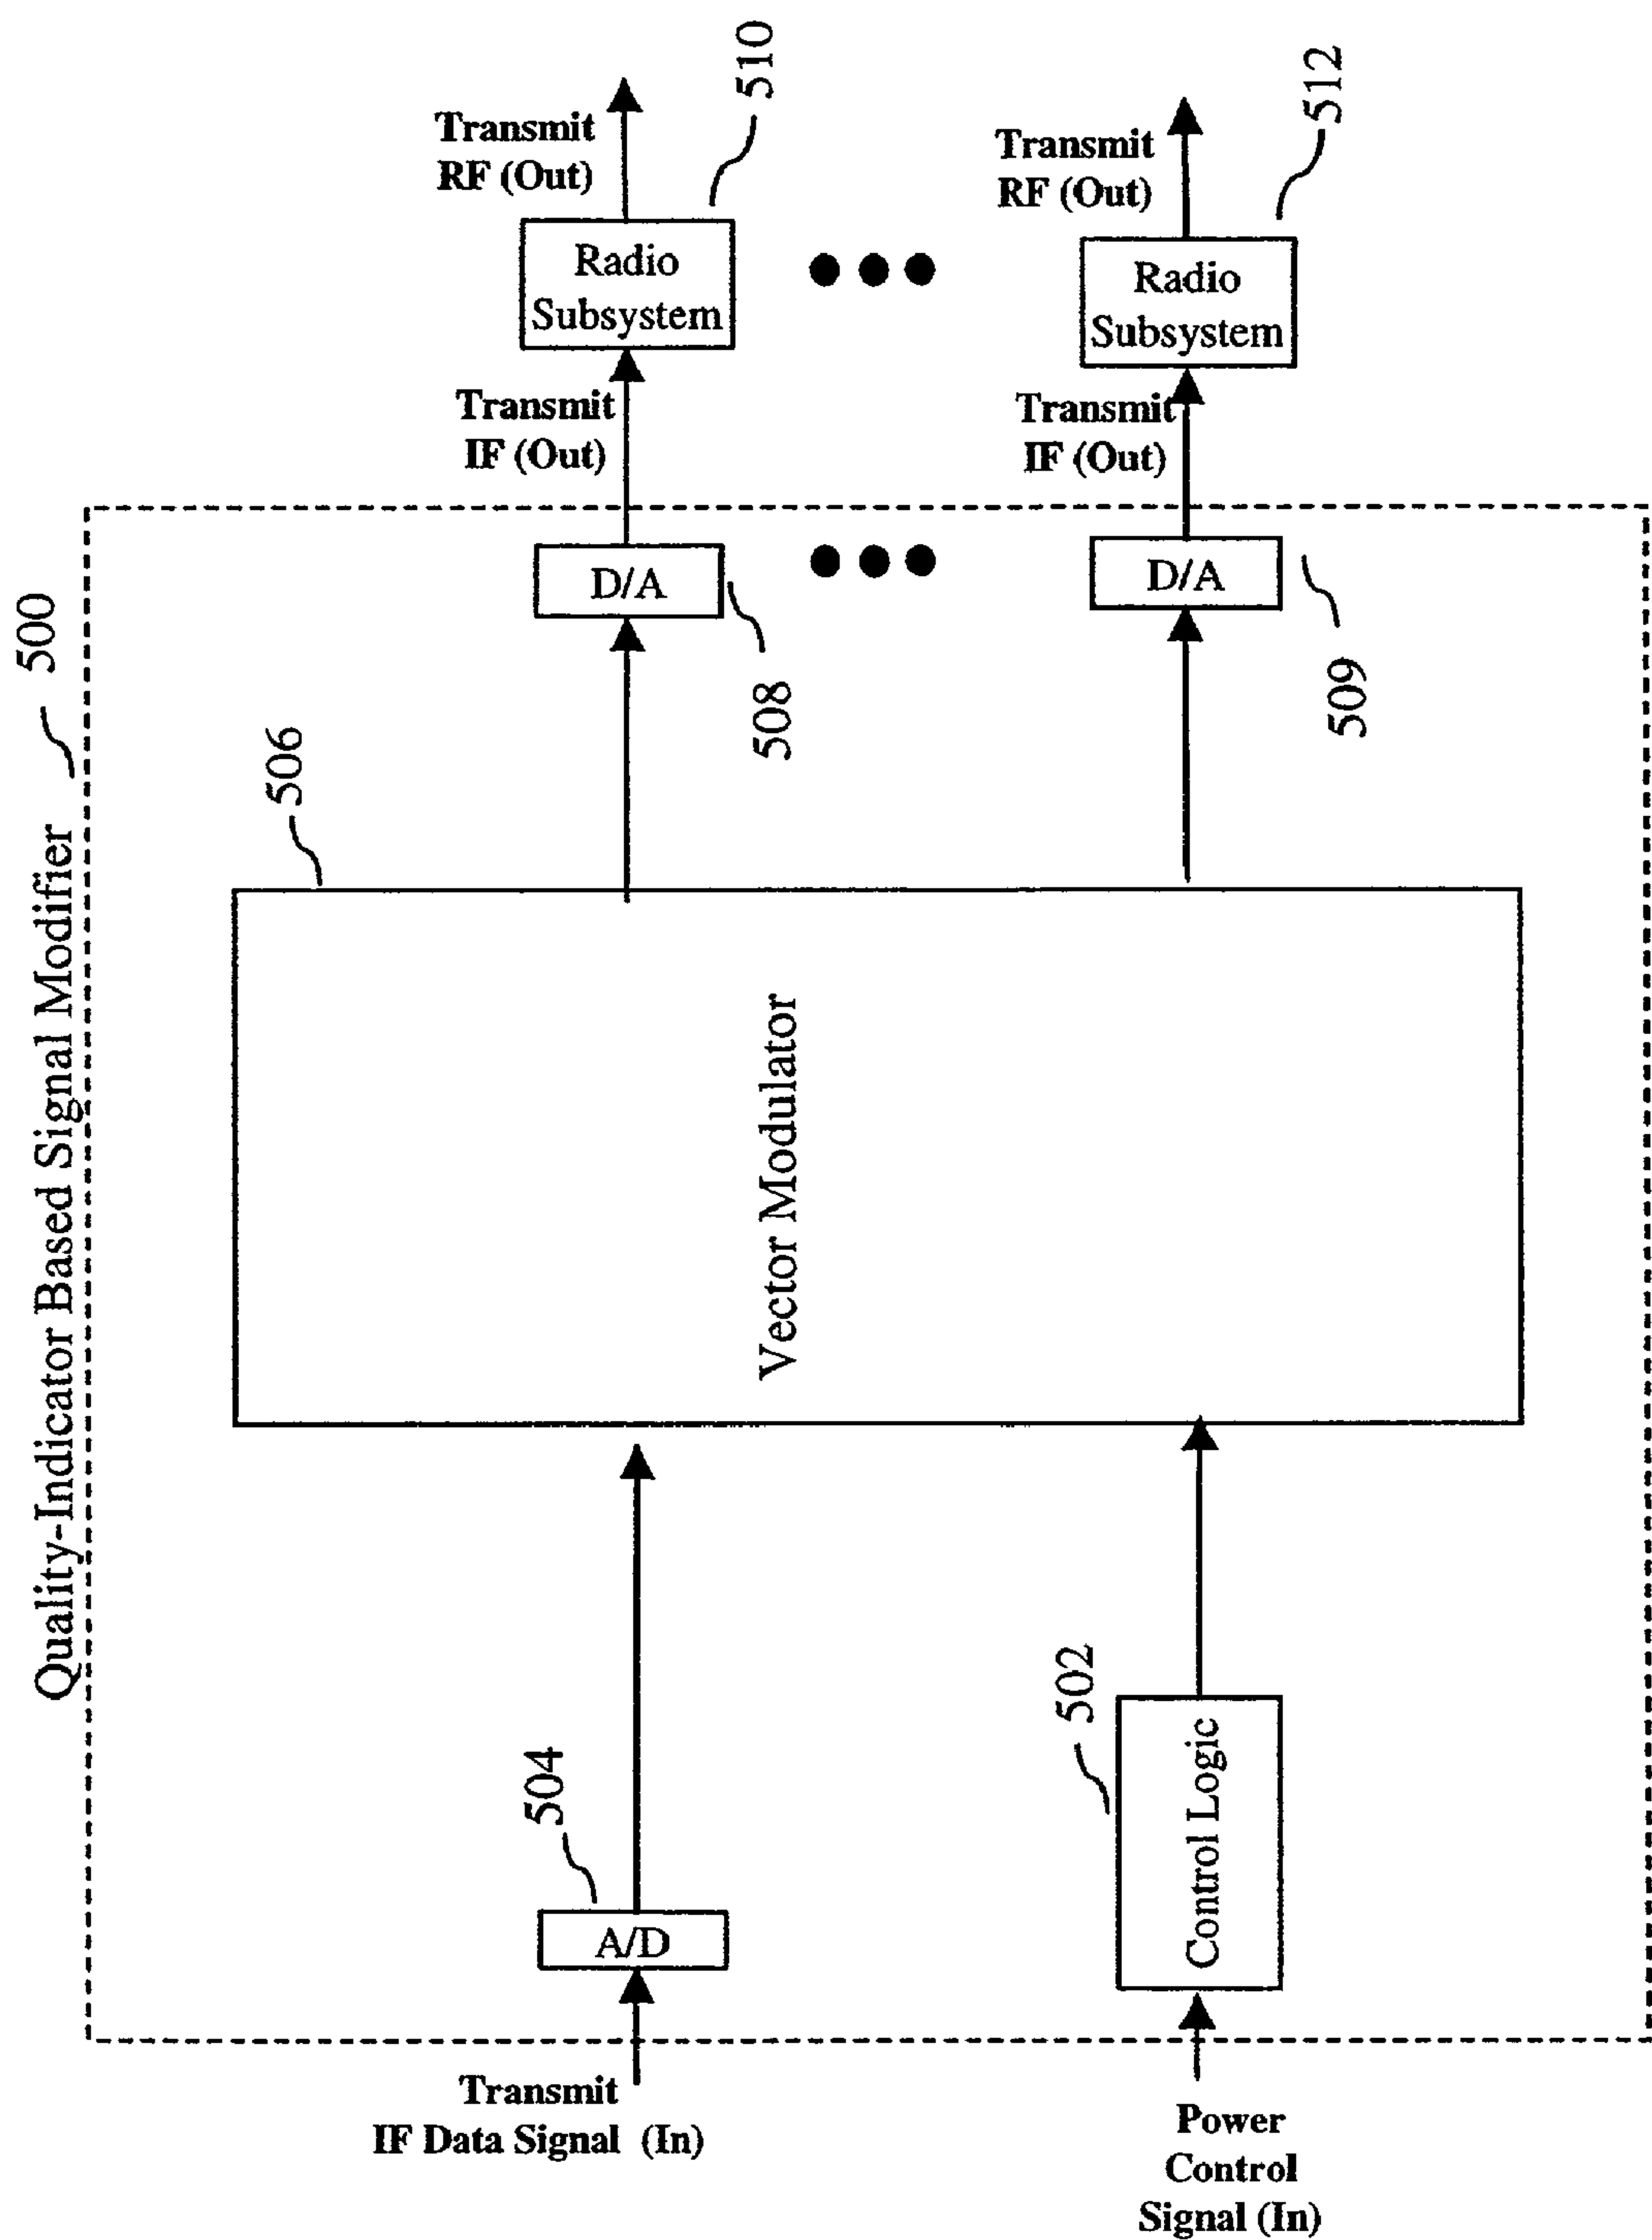 Quality-Indicator Based Signal Modifier
500
Transmit
RF (Out)
510
Transmit
RF (Out)
512
Radio
Subsystem
Radio
Subsystem
Transmit
IF (Out)
Transmit
IF (Out)
D/A
508
D/A
509
506
Vector Modulator
504
A/D
502
Control Logic
Transmit
IF Data Signal (In)
Power
Control
Signal (In)